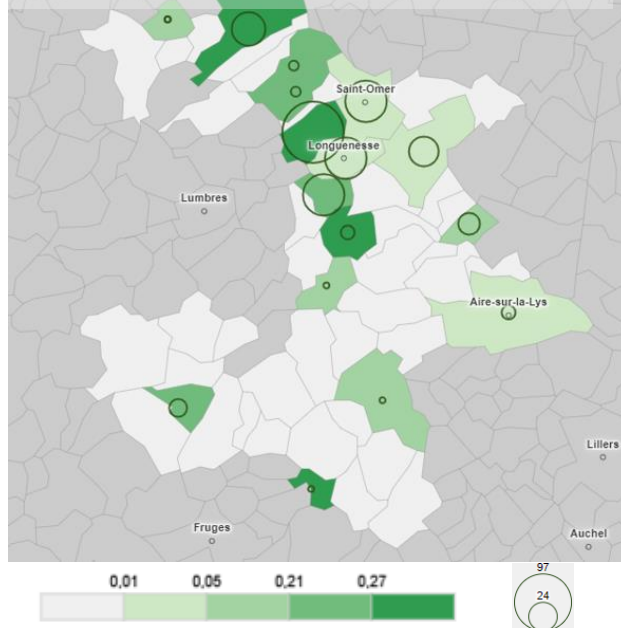 Saint-Omer
Longuenesse
Lumbres
Aire-sur-la-Lys
Lillers
Fruges
Auchel
0,01 0,05 0,21 0,27
97
24